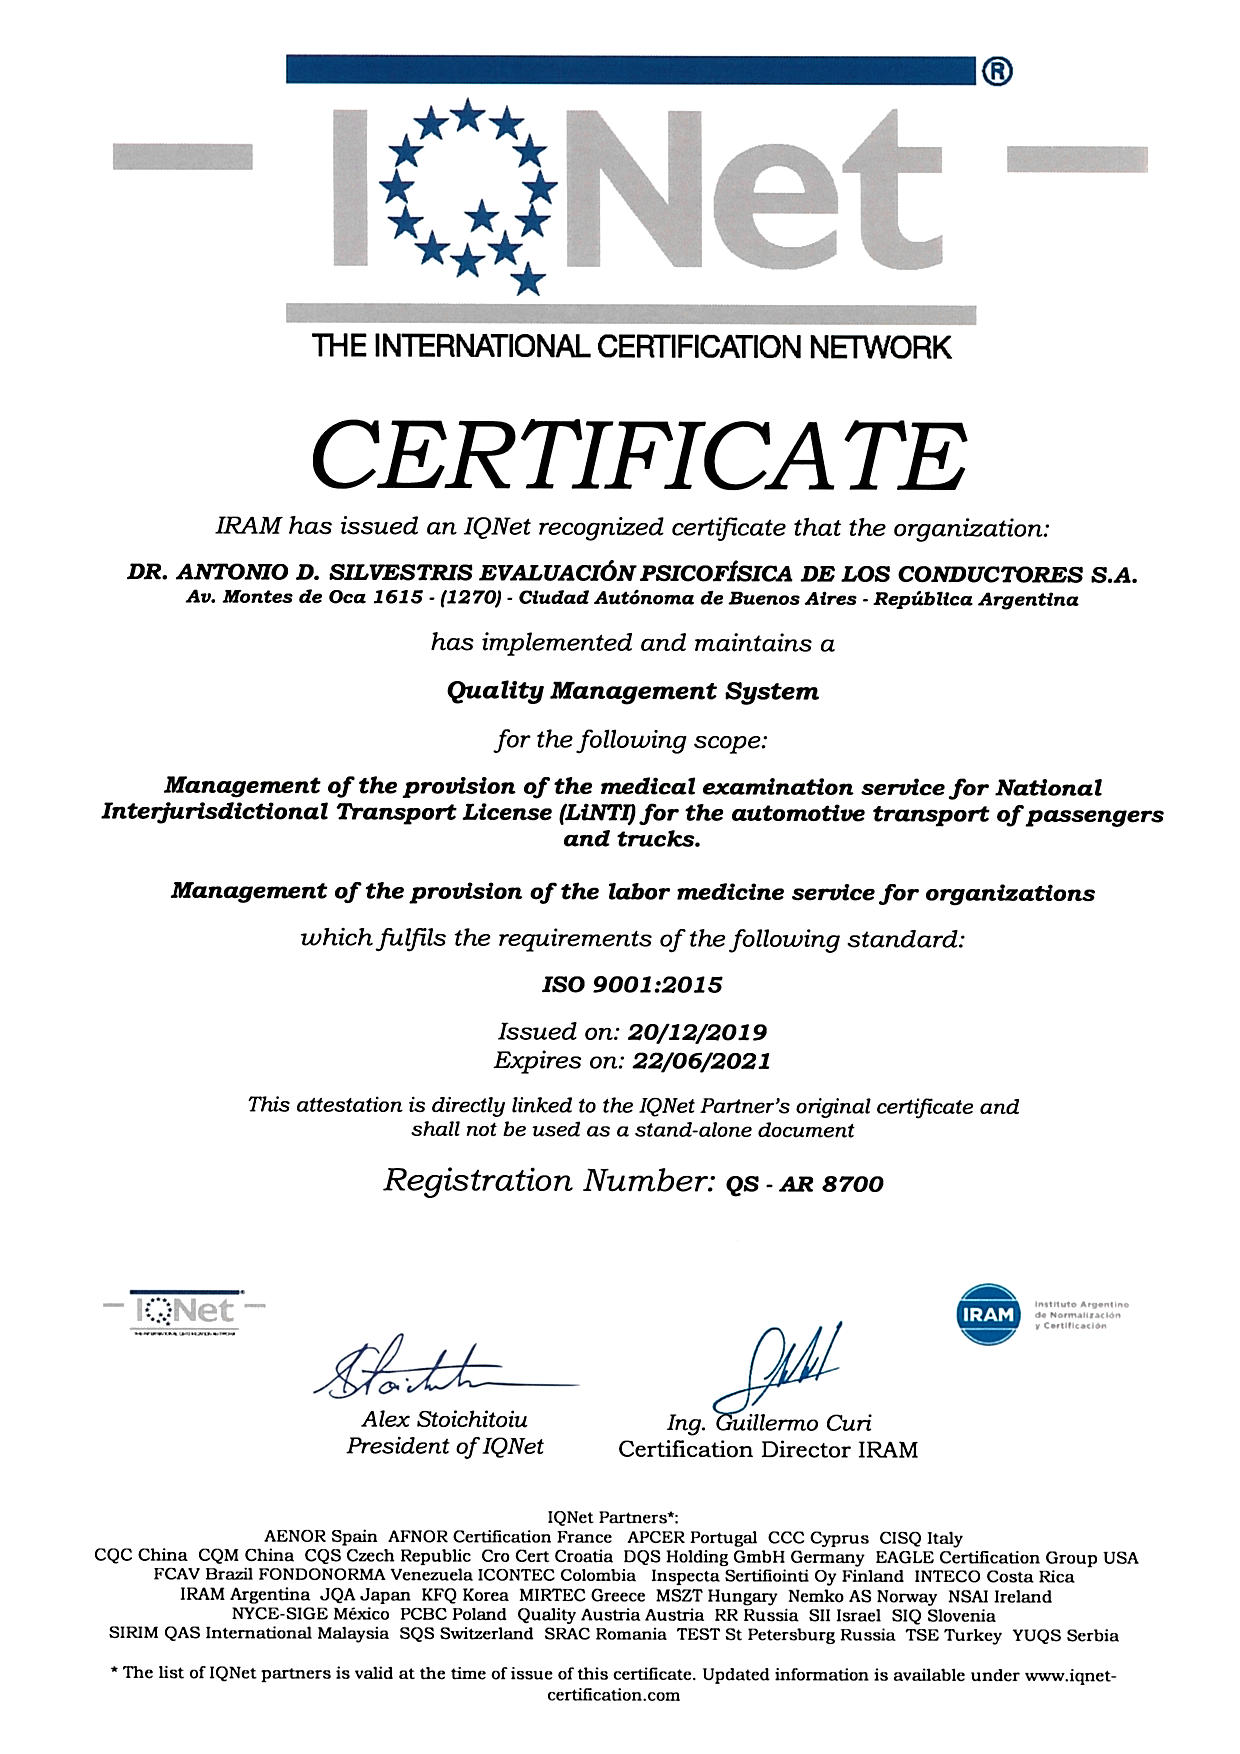 IQNet ®
THE INTERNATIONAL CERTIFICATION NETWORK
CERTIFICATE
IRAM has issued an IQNet recognized certificate that the organization:
DR. ANTONIO D. SILVESTRIS EVALUACIÓN PSICOFÍSICA DE LOS CONDUCTORES S.A.
Av. Montes de Oca 1615 - (1270) - Ciudad Autónoma de Buenos Aires - República Argentina
has implemented and maintains a
Quality Management System
for the following scope:
Management of the provision of the medical examination service for National
Interjurisdictional Transport License (LiNTI) for the automotive transport of passengers
and trucks.
Management of the provision of the labor medicine service for organizations
which fulfils the requirements of the following standard:
ISO 9001:2015
Issued on: 20/12/2019
Expires on: 22/06/2021
This attestation is directly linked to the IQNet Partner's original certificate and
shall not be used as a stand-alone document
Registration Number: QS - AR 8700
IQNet
THE INTERNATIONAL CERTIFICATION NETWORK
IRAM
Instituto Argentino
de Normalización
y Certificación
Stoichit
Alex Stoichitoiu
President of IQNet
Ing. Guillermo Curi
Certification Director IRAM
IQNet Partners*:
AENOR Spain AFNOR Certification France APCER Portugal CCC Cyprus CISQ Italy
CQC China CQM China CQS Czech Republic Cro Cert Croatia DQS Holding GmbH Germany EAGLE Certification Group USA
FCAV Brazil FONDONORMA Venezuela ICONTEC Colombia Inspecta Sertifiointi Oy Finland INTECO Costa Rica
IRAM Argentina JQA Japan KFQ Korea MIRTEC Greece MSZT Hungary Nemko AS Norway NSAI Ireland
NYCE-SIGE México PCBC Poland Quality Austria Austria RR Russia SII Israel SIQ Slovenia
SIRIM QAS International Malaysia SQS Switzerland SRAC Romania TEST St Petersburg Russia TSE Turkey YUQS Serbia
* The list of IQNet partners is valid at the time of issue of this certificate. Updated information is available under www.iqnet-
certification.com